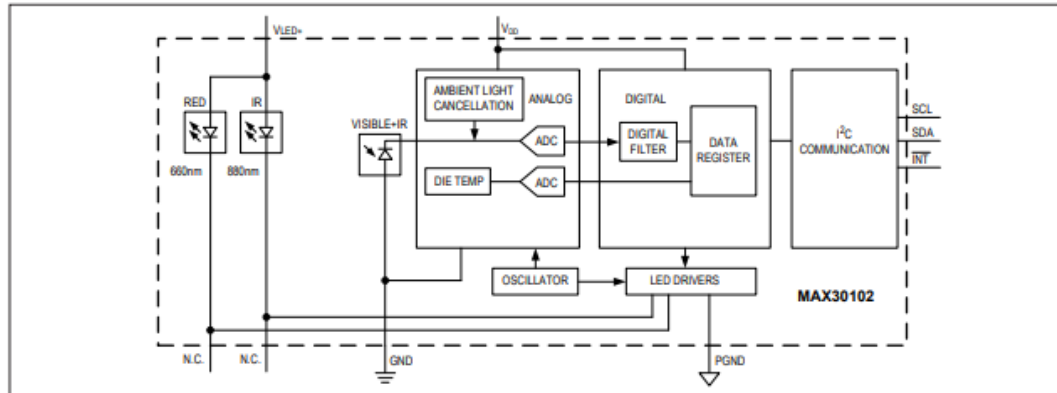 VLED+
VDD
RED
IR
660nm
880nm
VISIBLE+IR
AMBIENT LIGHT
CANCELLATION
ANALOG
ADC
DIE TEMP
ADC
DIGITAL
DIGITAL
FILTER
DATA
REGISTER
I²C
COMMUNICATION
SCL
SDA
INT
OSCILLATOR
LED DRIVERS
MAX30102
N.C.
N.C.
GND
PGND